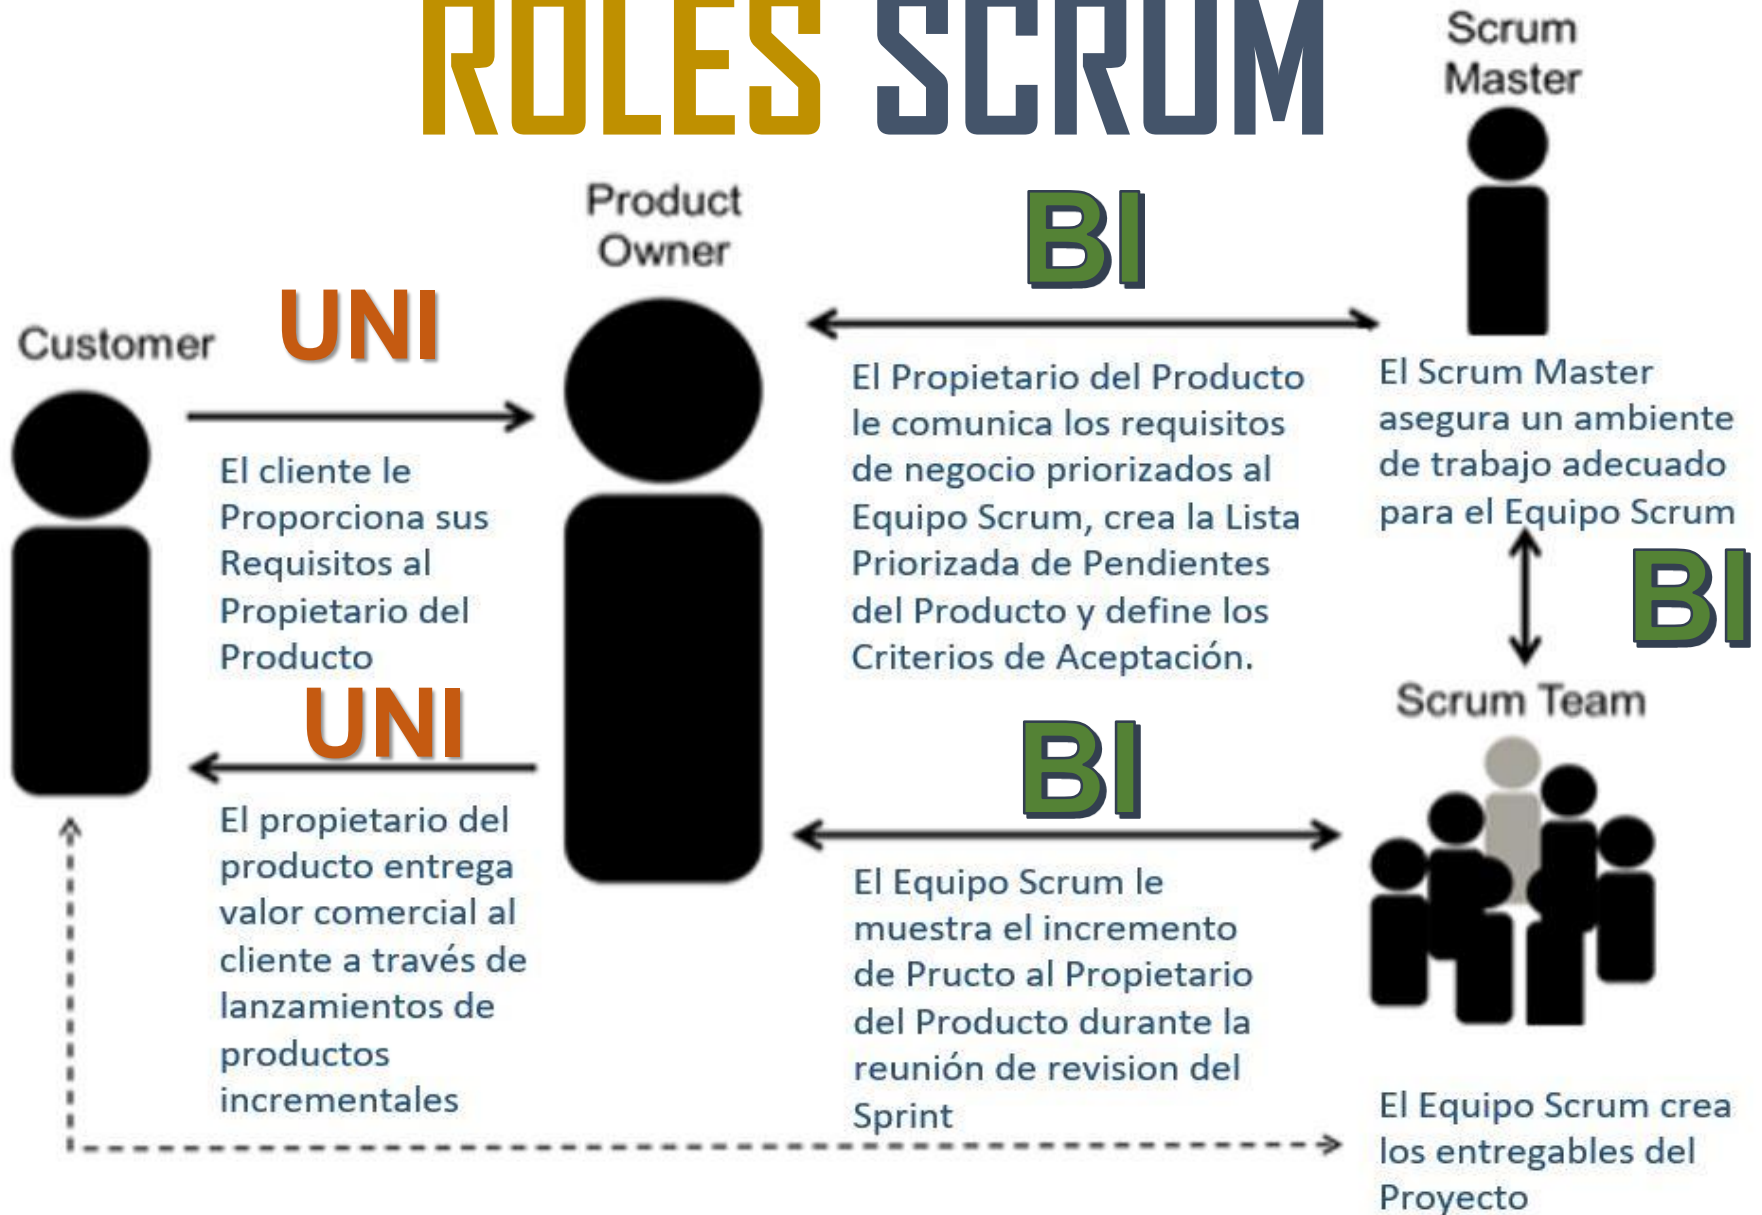 ROLES SCRUM
Scrum
Master
Product
Owner
BI
UNI
Customer
El cliente le
Proporciona sus
Requisitos al
Propietario del
Producto
El Propietario del Producto
le comunica los requisitos
de negocio priorizados al
Equipo Scrum, crea la Lista
Priorizada de Pendientes
del Producto y define los
Criterios de Aceptación.
El Scrum Master
asegura un ambiente
de trabajo adecuado
para el Equipo Scrum
BI
Scrum Team
UNI
El propietario del
producto entrega
valor comercial al
cliente a través de
lanzamientos de
productos
incrementales
BI
El Equipo Scrum le
muestra el incremento
de Pructo al Propietario
del Producto durante la
reunión de revision del
Sprint
El Equipo Scrum crea
los entregables del
Proyecto